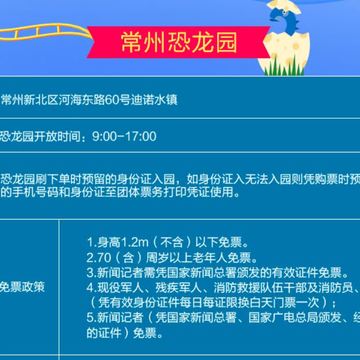 常州恐龙园
常州新北区河海东路60号迪诺水镇
恐龙园开放时间：9:00-17:00
恐龙园刷下单时预留的身份证入园，如身份证入无法入园则凭购票时预
的手机号码和身份证至团体票务打印凭证使用。
免票政策
1.身高1.2m（不含）以下免票。
2.70（含）周岁以上老年人免票。
3.新闻记者需凭国家新闻总署颁发的有效证件免票。
4.现役军人、残疾军人、消防救援队伍干部及消防员、
（凭有效身份证件每日每证限换白天门票一次）；
5.新闻记者（凭国家新闻总署、国家广电总局颁发、经
的证件）免票。